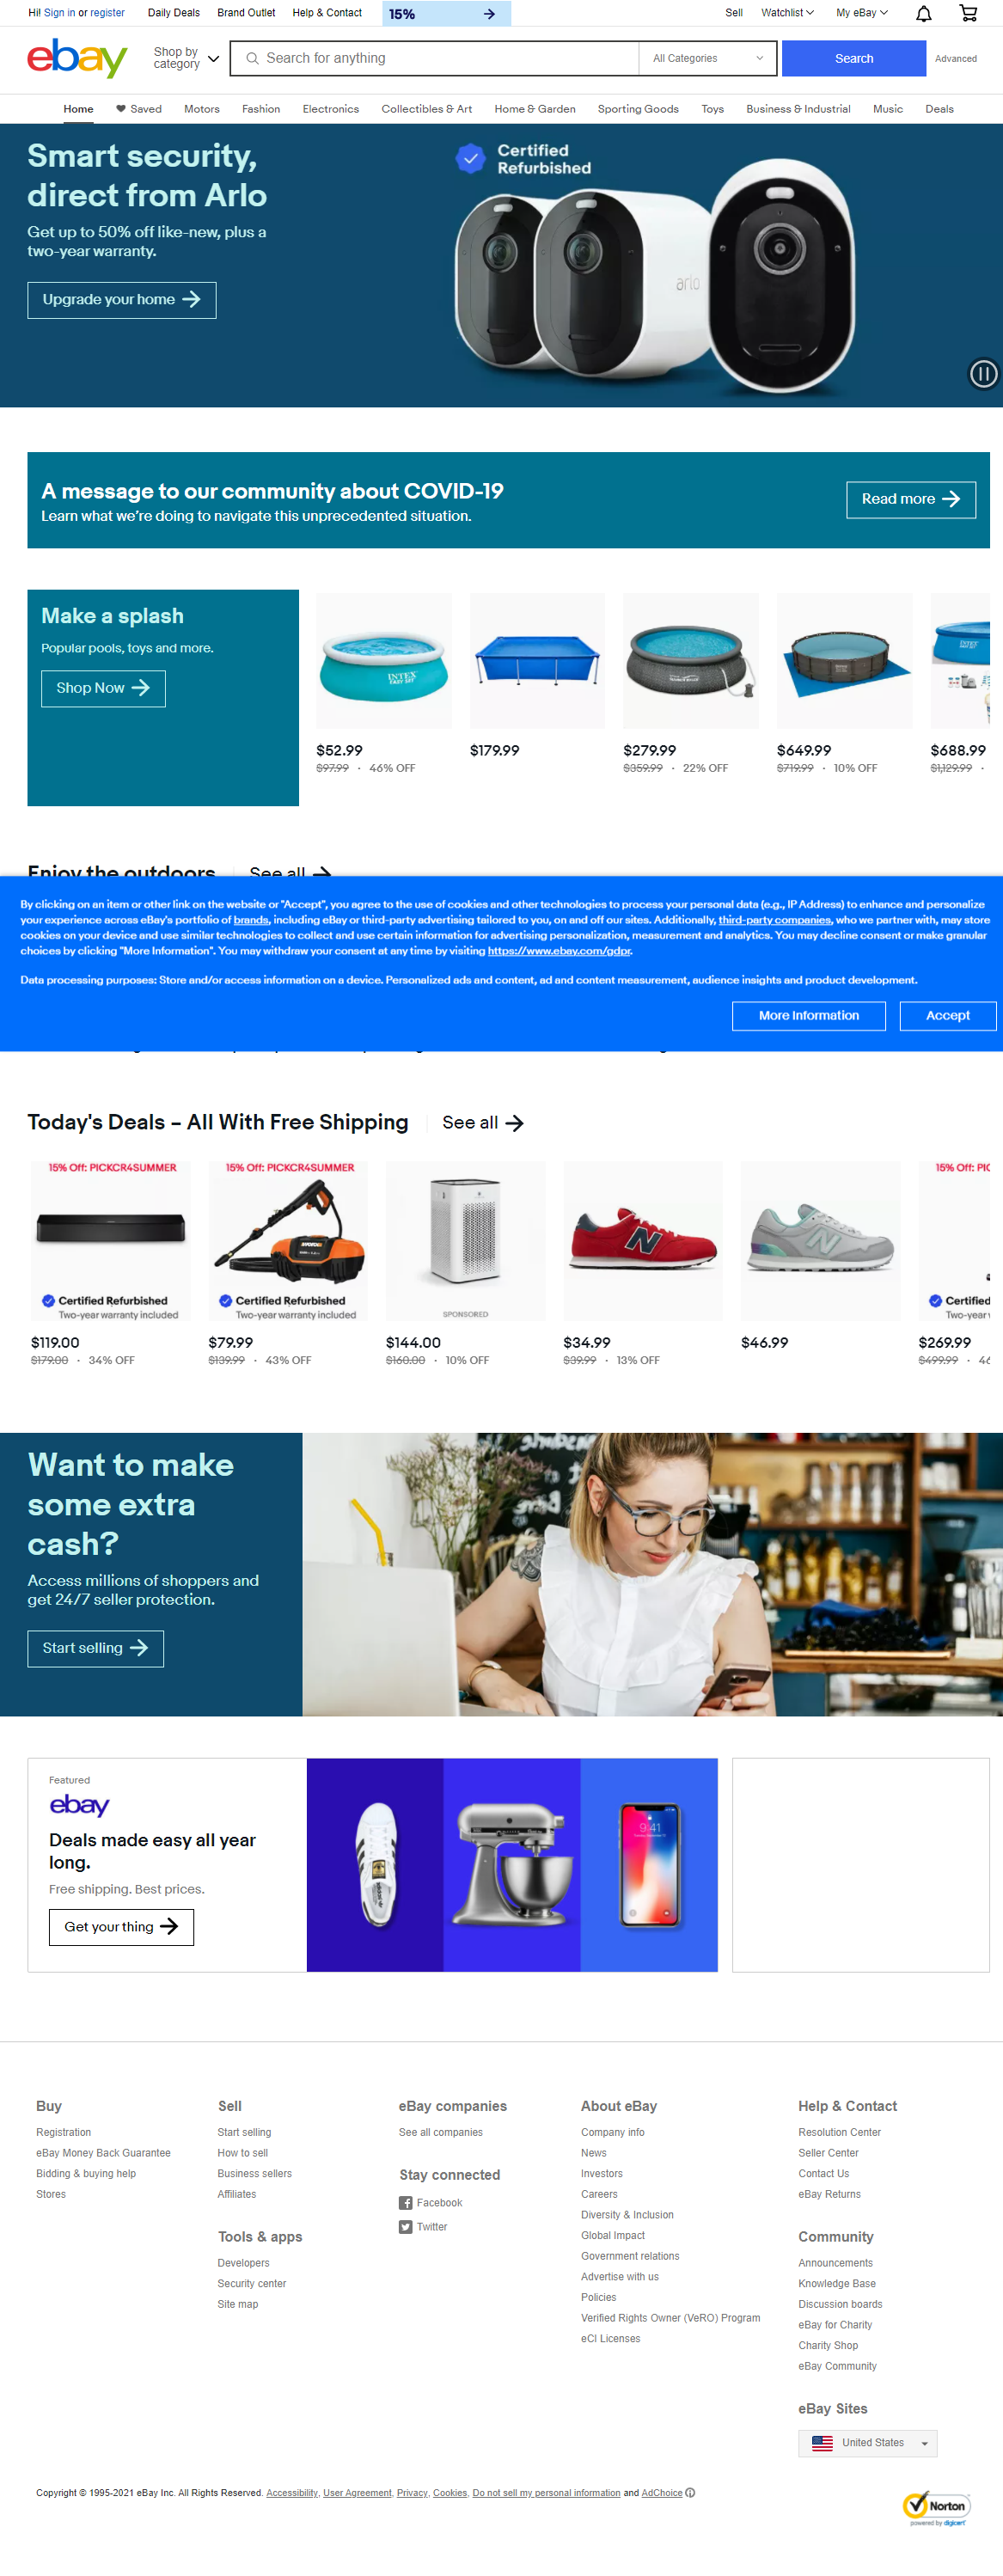 Hi! Sign in or register Daily Deals Brand Outlet Help & Contact 15% Sell Watchlist My eBay
ebay Shop by category Search for anything All Categories Search Advanced
Home Saved Motors Fashion Electronics Collectibles & Art Home & Garden Sporting Goods Toys Business & Industrial Music Deals
Smart security,
direct from Arlo
Get up to 50% off like-new, plus a
two-year warranty.
Upgrade your home
Certified
Refurbished
arlo
A message to our community about COVID-19
Learn what we're doing to navigate this unprecedented situation.
Read more
Make a splash
Popular pools, toys and more.
Shop Now
INTEX
EASY SET
INTEX
$52.99 $179.99 $279.99 $649.99 $688.99
$97.99 · 46% OFF $359.99 · 22% OFF $719.99 · 10% OFF $1,129.99 ·
Enjoy the outdoors See all
By clicking on an item or other link on the website or "Accept", you agree to the use of cookies and other technologies to process your personal data (e.g., IP Address) to enhance and personalize
your experience across eBay's portfolio of brands, including eBay or third-party advertising tailored to you, on and off our sites. Additionally, third-party companies, who we partner with, may store
cookies on your device and use similar technologies to collect and use certain information for advertising personalization, measurement and analytics. You may decline consent or make granular
choices by clicking "More Information". You may withdraw your consent at any time by visiting https://www.ebay.com/gdpr.
Data processing purposes: Store and/or access information on a device. Personalized ads and content, ad and content measurement, audience insights and product development.
More Information Accept
Today's Deals – All With Free Shipping See all
15% Off: PICKCR4SUMMER 15% Off: PICKCR4SUMMER 15% Off: PIC
Certified Refurbished Certified Refurbished Certifie
Two-year warranty included Two-year warranty included SPONSORED Two-year
$119.00 $79.99 $144.00 $34.99 $46.99 $269.99
$179.00 · 34% OFF $139.99 · 43% OFF $160.00 · 10% OFF $39.99 · 13% OFF $499.99 · 46
Want to make
some extra
cash?
Access millions of shoppers and
get 24/7 seller protection.
Start selling
Featured
ebay
Deals made easy all year
long.
Free shipping. Best prices.
Get your thing
9:41
Buy
Registration
eBay Money Back Guarantee
Bidding & buying help
Stores
Sell
Start selling
How to sell
Business sellers
Affiliates
Tools & apps
Developers
Security center
Site map
eBay companies
See all companies
Stay connected
Facebook
Twitter
About eBay
Company info
News
Investors
Careers
Diversity & Inclusion
Global Impact
Government relations
Advertise with us
Policies
Verified Rights Owner (VeRO) Program
eCI Licenses
Help & Contact
Resolution Center
Seller Center
Contact Us
eBay Returns
Community
Announcements
Knowledge Base
Discussion boards
eBay for Charity
Charity Shop
eBay Community
eBay Sites
United States
Copyright © 1995-2021 eBay Inc. All Rights Reserved. Accessibility, User Agreement, Privacy, Cookies, Do not sell my personal information and AdChoice
Norton
powered by digicert